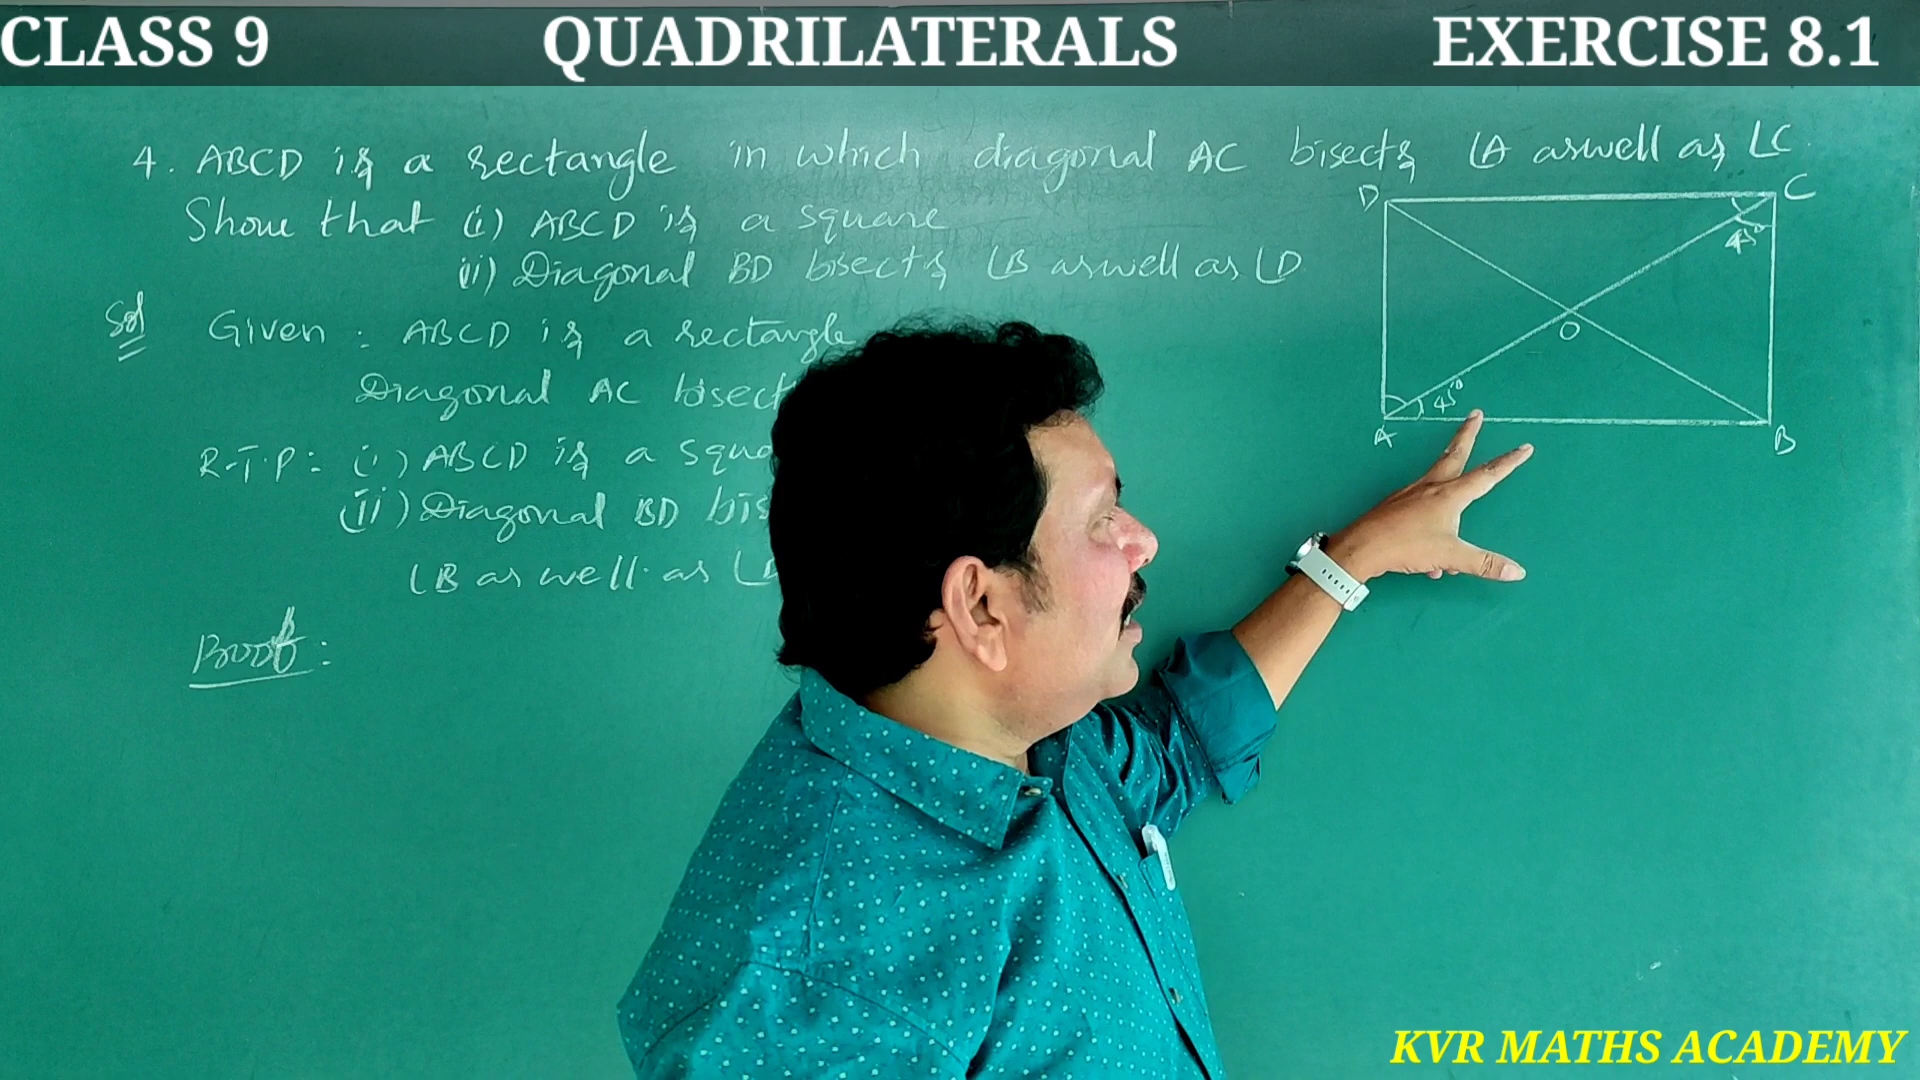 CLASS 9 QUADRILATERALS EXERCISE 8.1
4. ABCD is a rectangle in which diagonal AC bisects ∠A aswell as ∠C.
Show that (i) ABCD is a square
(ii) Diagonal BD bisects ∠B aswell as ∠D
Sol Given : ABCD is a rectangle
Diagonal AC bisect
R.T.P: (i) ABCD is a squa
(ii) Diagonal BD bis
∠B as well as ∠D
Proof:
D C
45°
O
45°
A B
KVR MATHS ACADEMY